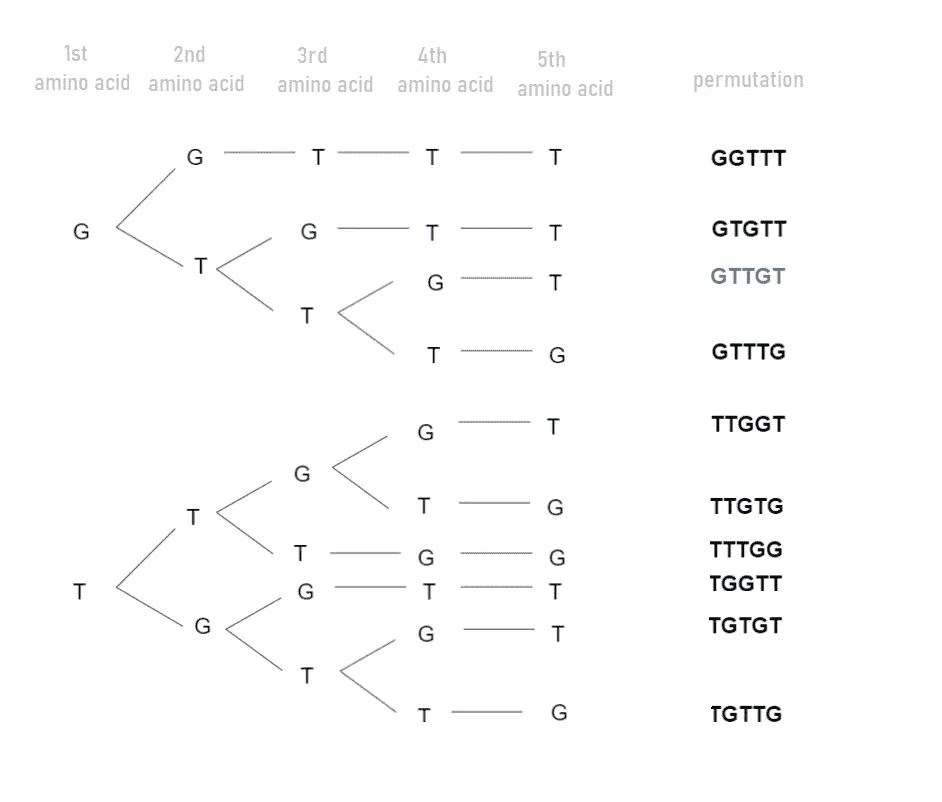 1st 2nd 3rd 4th 5th
amino acid amino acid amino acid amino acid amino acid permutation
G T T T GGTTT
G G T T GTGTT
T G T GTTGT
T T G GTTTG
G T TTGGT
G
T T G TTGTG
T G G TTTGG
T G T T TGGTT
G G T TGTGT
T
T G TGTTG